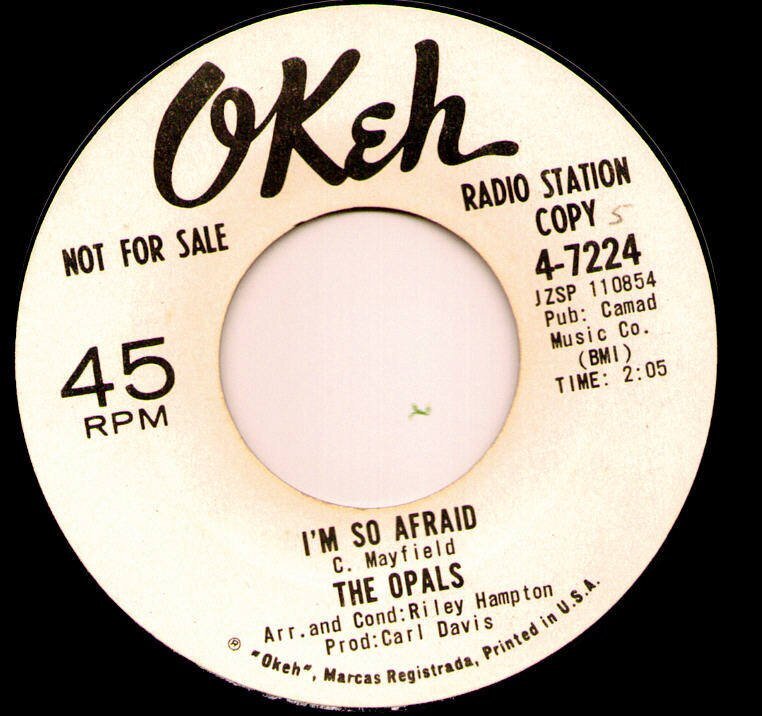 OKeh
RADIO STATION
COPY 5
NOT FOR SALE
4-7224
JZSP 110854
Pub: Camad
Music Co.
(BMI)
TIME: 2:05
45
RPM
I'M SO AFRAID
C. Mayfield
THE OPALS
Arr.and Cond:Riley Hampton
Prod:Carl Davis
® "Okeh", Marcas Registrada, Printed in U.S.A.